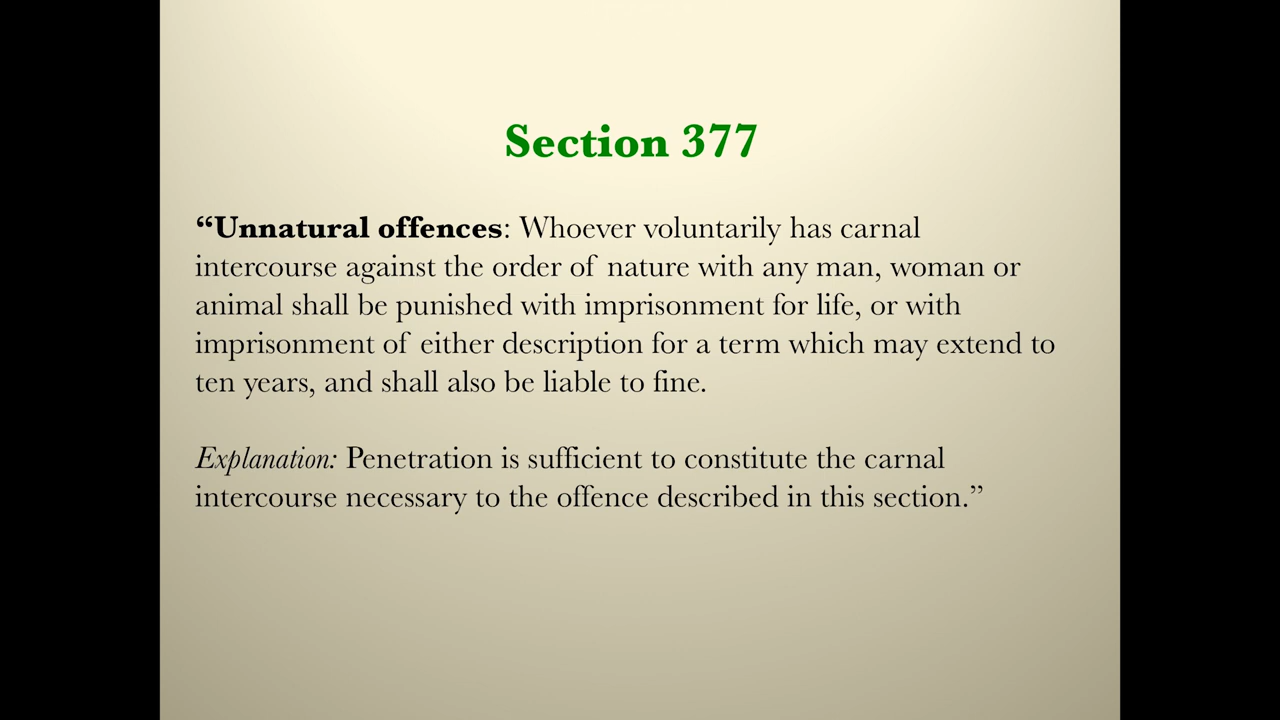 Section 377
“Unnatural offences: Whoever voluntarily has carnal
intercourse against the order of nature with any man, woman or
animal shall be punished with imprisonment for life, or with
imprisonment of either description for a term which may extend to
ten years, and shall also be liable to fine.
Explanation: Penetration is sufficient to constitute the carnal
intercourse necessary to the offence described in this section.”